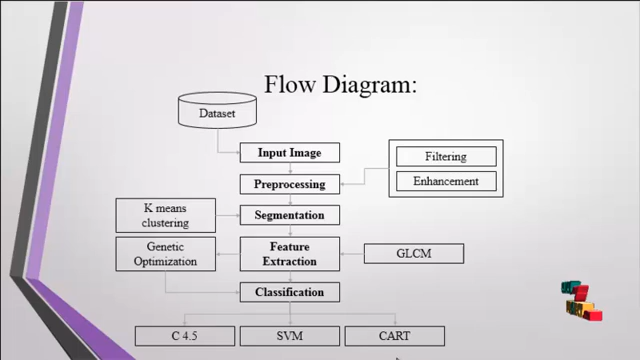 Flow Diagram:
Dataset
Input Image
Filtering
Preprocessing
Enhancement
K means
clustering
Segmentation
Genetic
Optimization
Feature
Extraction
GLCM
Classification
C 4.5
SVM
CART